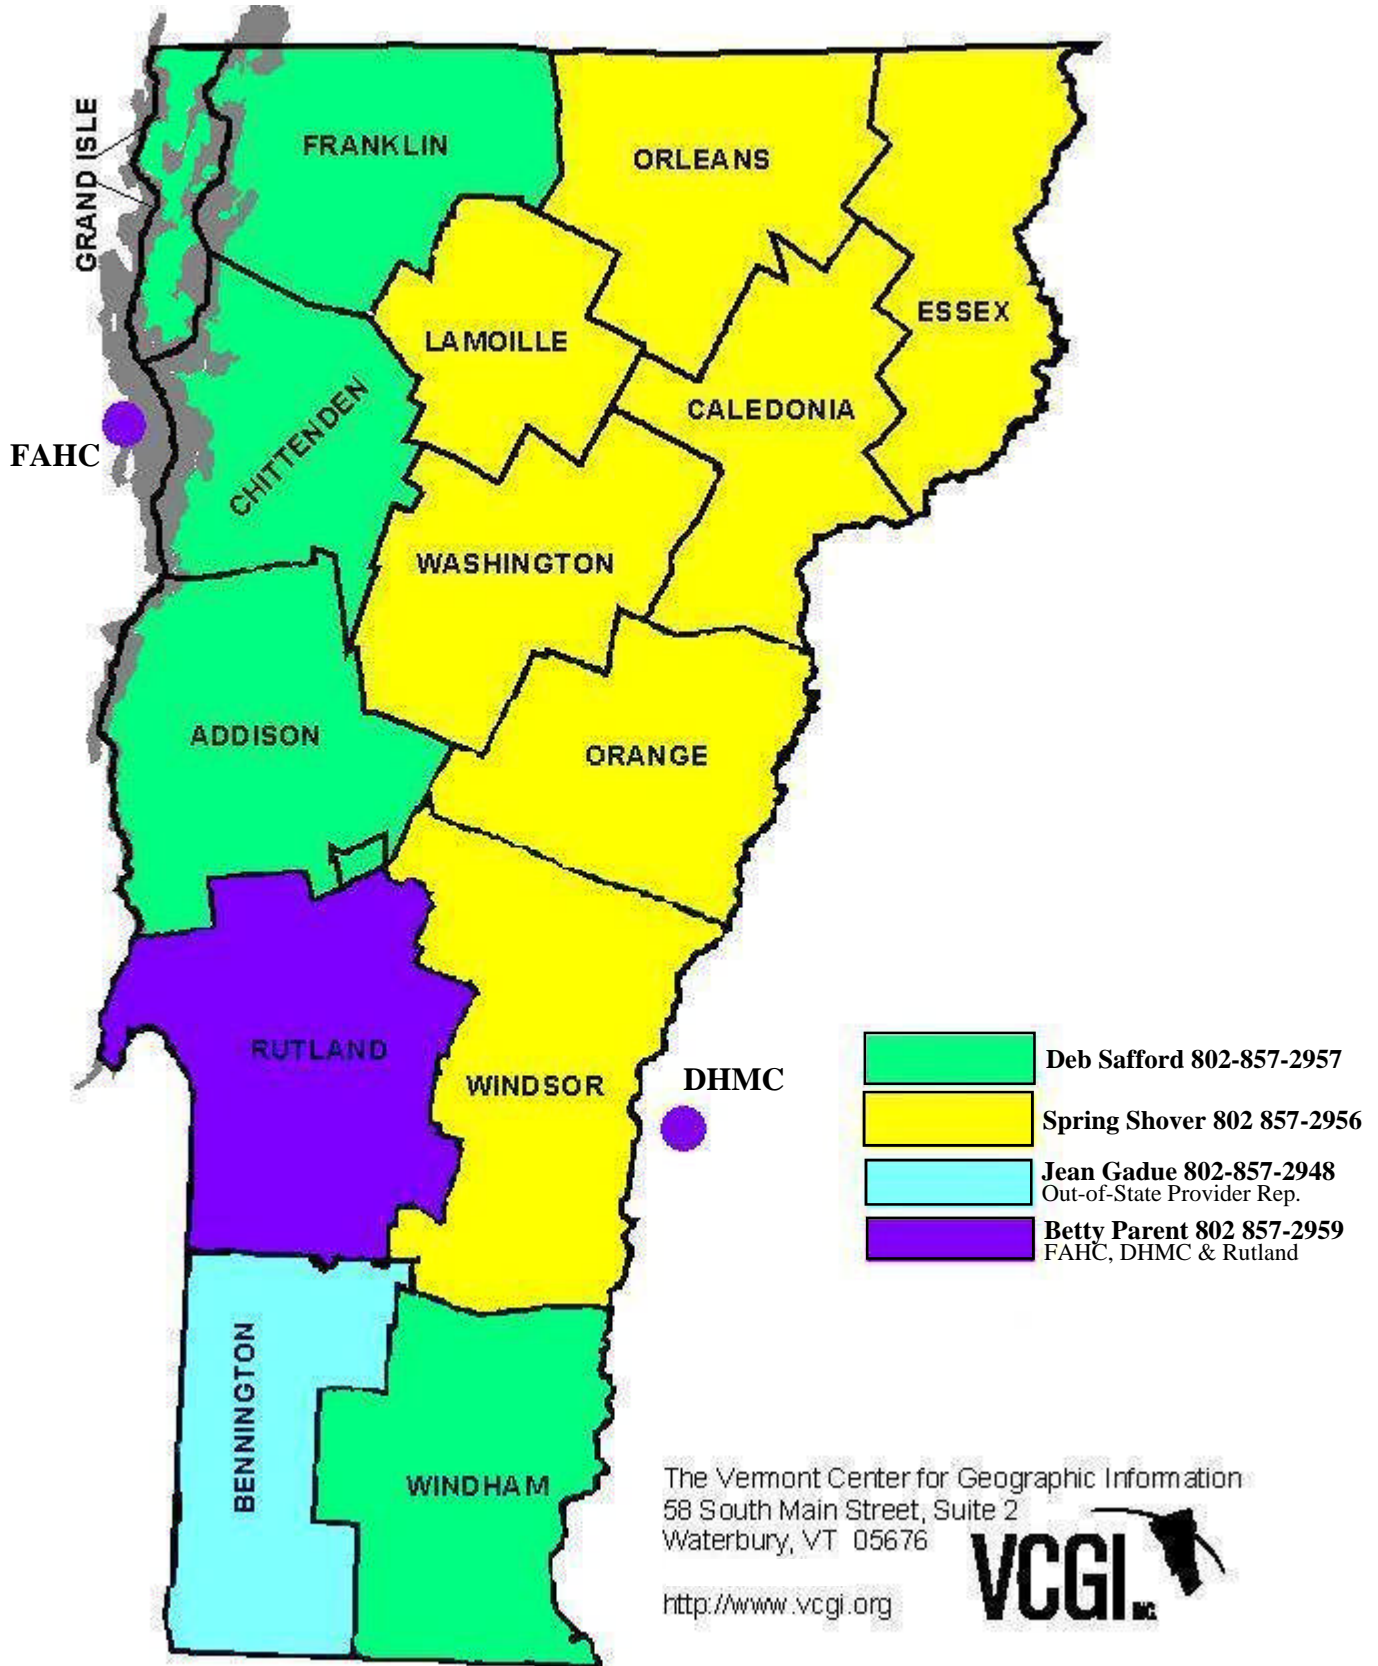 GRAND ISLE
FRANKLIN
ORLEANS
ESSEX
LAMOILLE
CALEDONIA
CHITTENDEN
FAHC
WASHINGTON
ADDISON
ORANGE
RUTLAND
WINDSOR
DHMC
Deb Safford 802-857-2957
Spring Shover 802 857-2956
Jean Gadue 802-857-2948
Out-of-State Provider Rep.
Betty Parent 802 857-2959
FAHC, DHMC & Rutland
BENNINGTON
WINDHAM
The Vermont Center for Geographic Information
58 South Main Street, Suite 2
Waterbury, VT 05676
http://www.vcgi.org
VCGI INC.